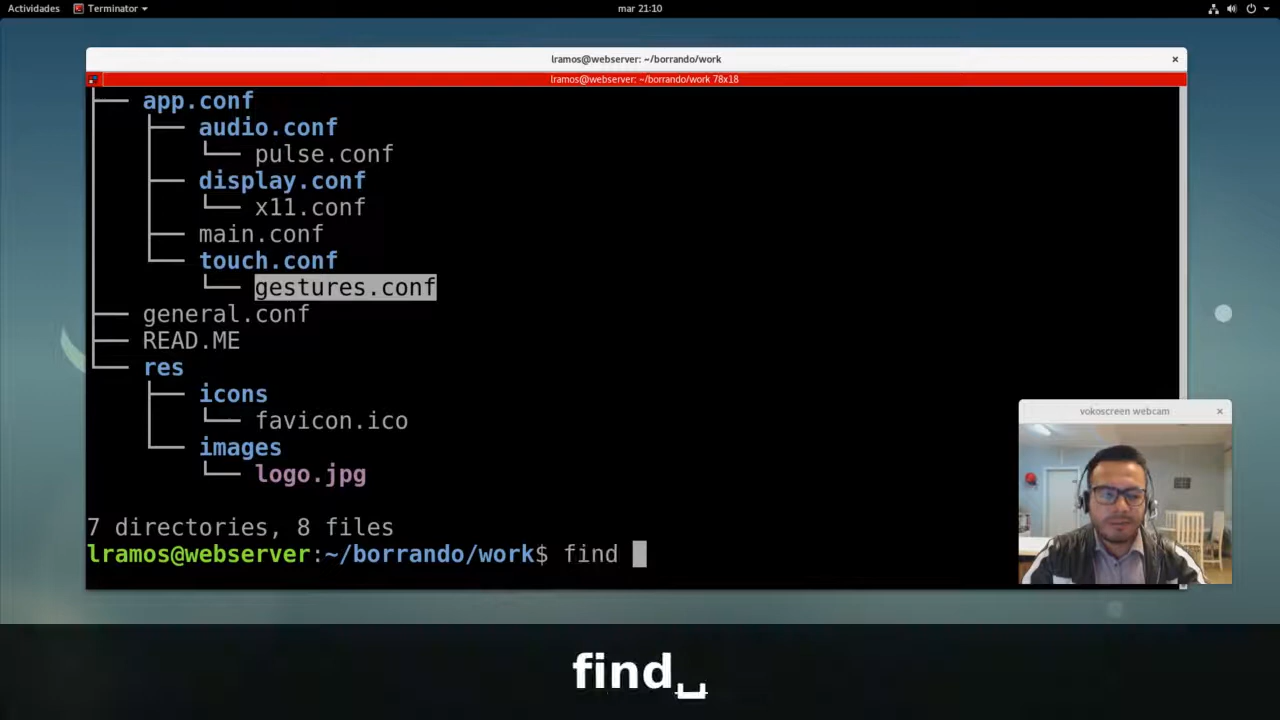 Actividades
Terminator
mar 21:10
lramos@webserver: ~/borrando/work
lramos@webserver: ~/borrando/work 78x18
├── app.conf
│   ├── audio.conf
│   │   └── pulse.conf
│   ├── display.conf
│   │   └── x11.conf
│   ├── main.conf
│   └── touch.conf
│       └── gestures.conf
├── general.conf
├── READ.ME
└── res
    ├── icons
    │   └── favicon.ico
    └── images
        └── logo.jpg
7 directories, 8 files
lramos@webserver:~/borrando/work$ find
vokoscreen webcam
find␣